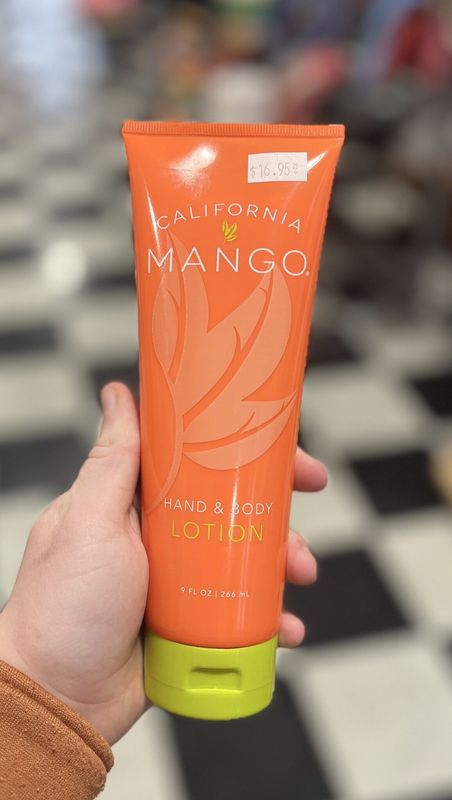 $16.95
CALIFORNIA
MANGO®
HAND & BODY
LOTION
9 FL OZ | 266 mL